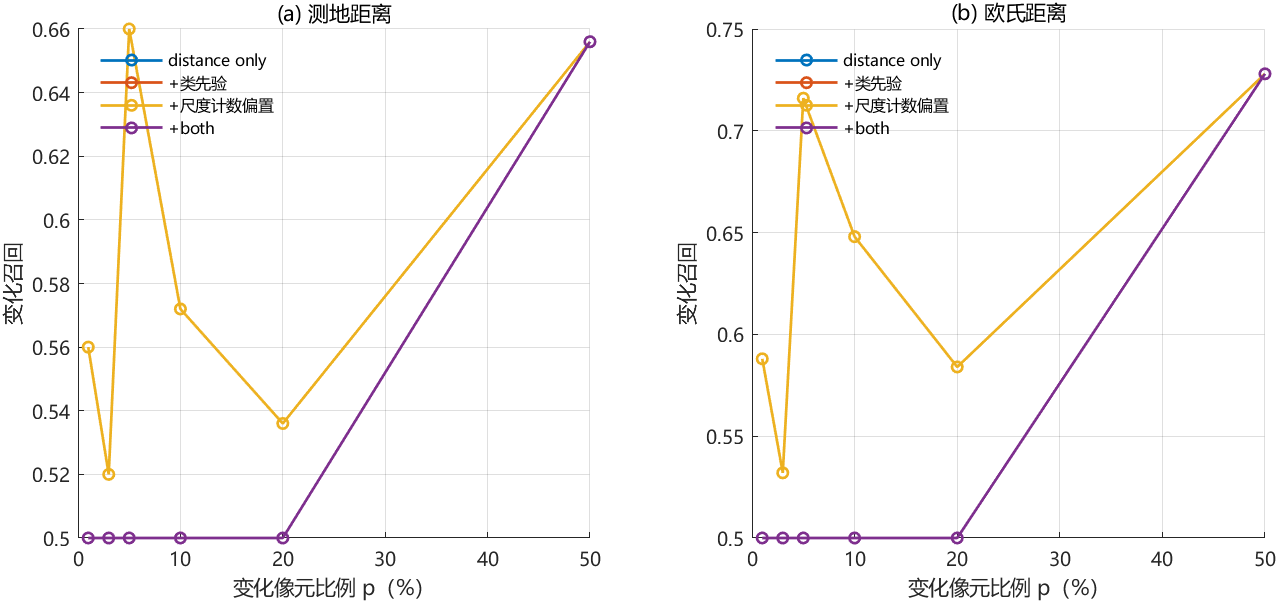 (a) 测地距离
0.66
0.64
0.62
0.6
0.58
0.56
0.54
0.52
0.5
变化召回
distance only
+类先验
+尺度计数偏置
+both
0 10 20 30 40 50
变化像元比例 p（%）
(b) 欧氏距离
0.75
0.7
0.65
0.6
0.55
0.5
变化召回
distance only
+类先验
+尺度计数偏置
+both
0 10 20 30 40 50
变化像元比例 p（%）